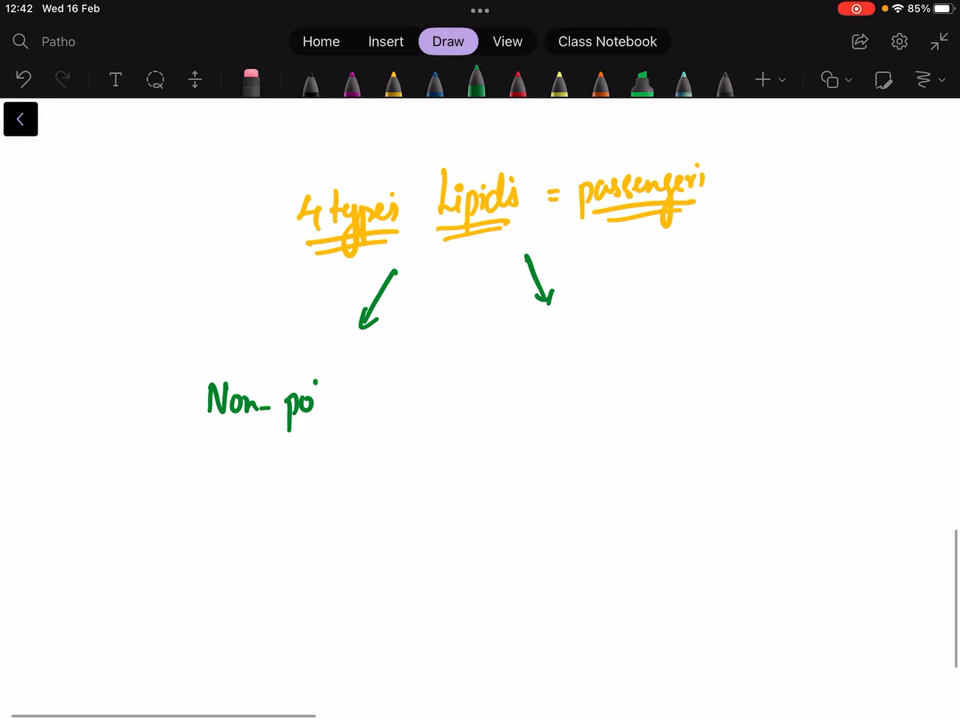 12:42 Wed 16 Feb 85%
Patho Home Insert Draw View Class Notebook
4 types Lipids = passengers
Non-po